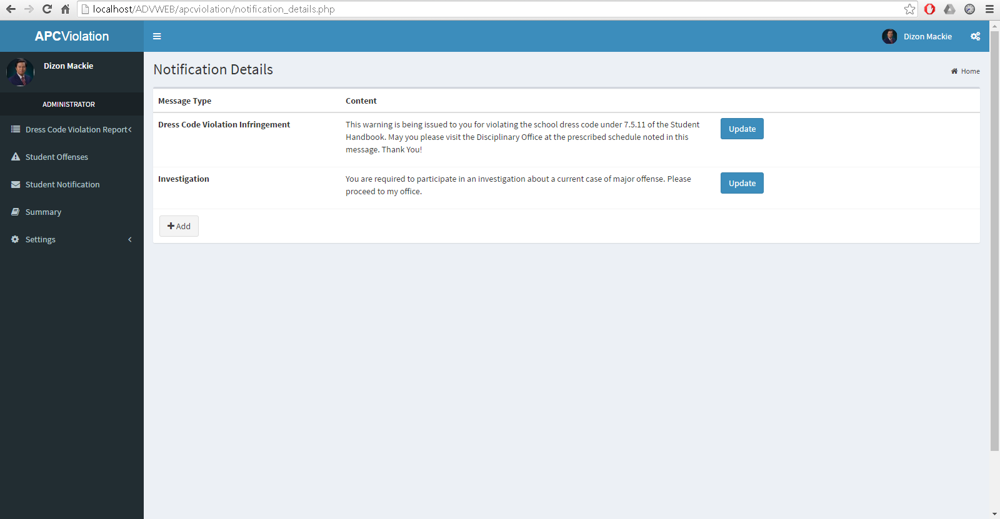 localhost/ADVWEB/apcviolation/notification_details.php
APCViolation
Dizon Mackie
Dizon Mackie
ADMINISTRATOR
Dress Code Violation Report
Student Offenses
Student Notification
Summary
Settings
Notification Details
Home
Message Type Content
Dress Code Violation Infringement
This warning is being issued to you for violating the school dress code under 7.5.11 of the Student
Handbook. May you please visit the Disciplinary Office at the prescribed schedule noted in this
message. Thank You!
Update
Investigation
You are required to participate in an investigation about a current case of major offense. Please
proceed to my office.
Update
Add